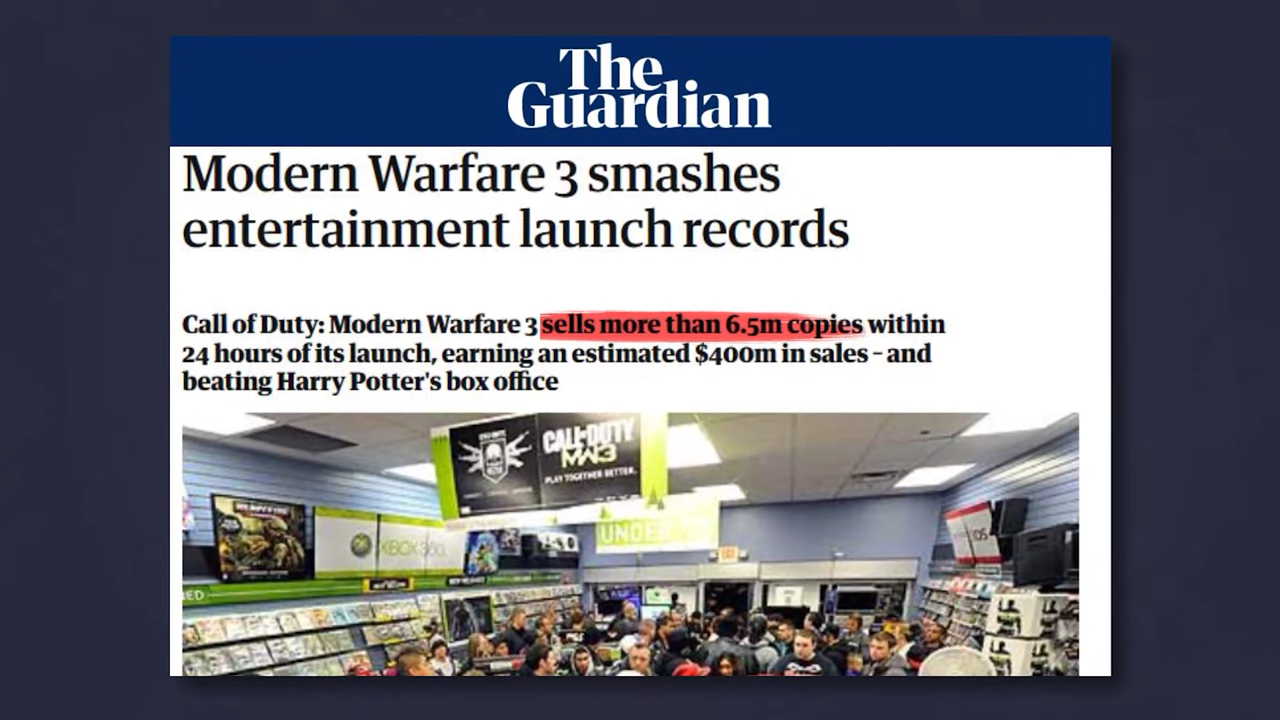 The
Guardian
Modern Warfare 3 smashes
entertainment launch records
Call of Duty: Modern Warfare 3 sells more than 6.5m copies within
24 hours of its launch, earning an estimated $400m in sales – and
beating Harry Potter's box office
CALL·DUTY
MW3
PLAY TOGETHER BETTER.
XBOX 360
UNDER
EXIT